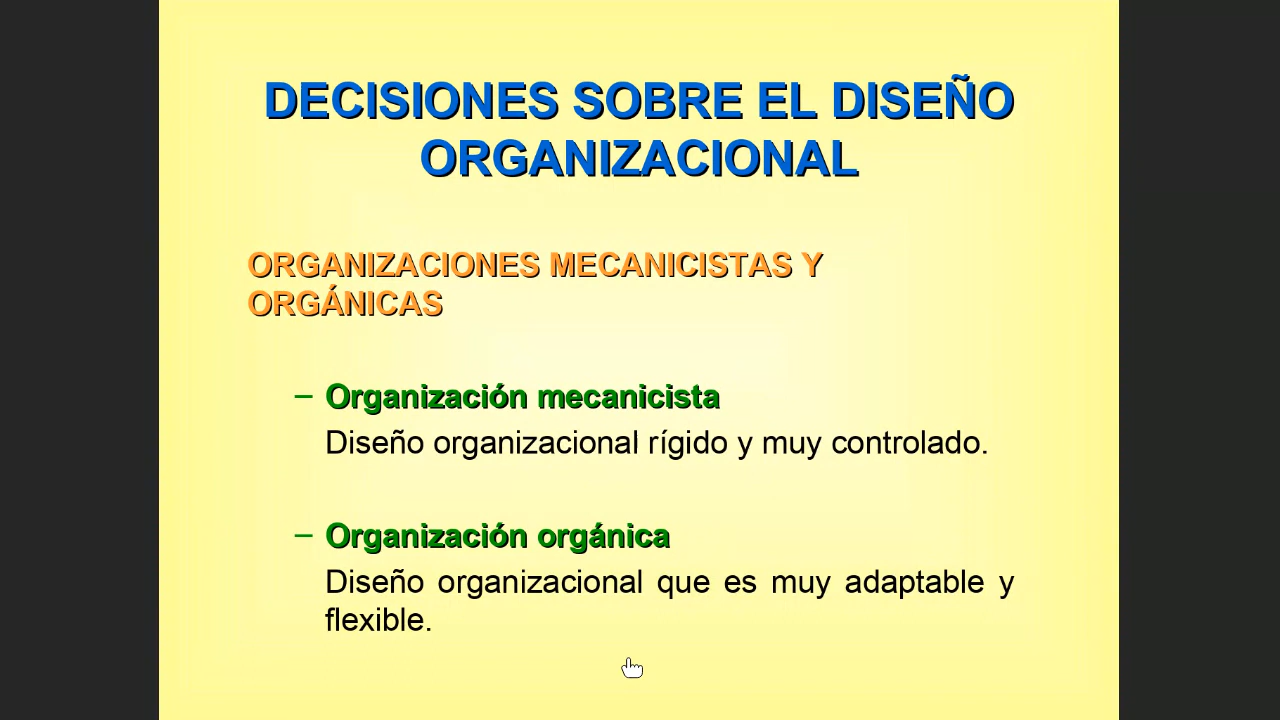 DECISIONES SOBRE EL DISEÑO
ORGANIZACIONAL
ORGANIZACIONES MECANICISTAS Y
ORGÁNICAS
– Organización mecanicista
Diseño organizacional rígido y muy controlado.
– Organización orgánica
Diseño organizacional que es muy adaptable y
flexible.